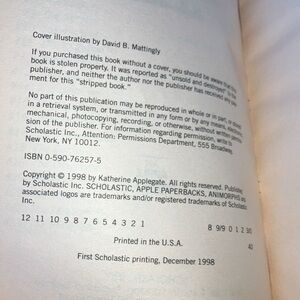 Cover illustration by David B. Mattingly
If you purchased this book without a cover, you should be aware that this
book is stolen property. It was reported as "unsold and destroyed" to the
publisher, and neither the author nor the publisher has received any pay-
ment for this "stripped book."
No part of this publication may be reproduced in whole or in part, or stored
in a retrieval system, or transmitted in any form or by any means, electronic,
mechanical, photocopying, recording, or otherwise, without written permis-
sion of the publisher. For information regarding permission, write to
Scholastic Inc., Attention: Permissions Department, 555 Broadway,
New York, NY 10012.
ISBN 0-590-76257-5
Copyright © 1998 by Katherine Applegate. Published
by Scholastic Inc. SCHOLASTIC, APPLE PAPERBACKS, ANIMORPHS and
associated logos are trademarks and/or registered trademarks of Scholastic
Inc.
12 11 10 9 8 7 6 5 4 3 2 1 8 9/9 0 1 2 3/0
Printed in the U.S.A. 40
First Scholastic printing, December 1998